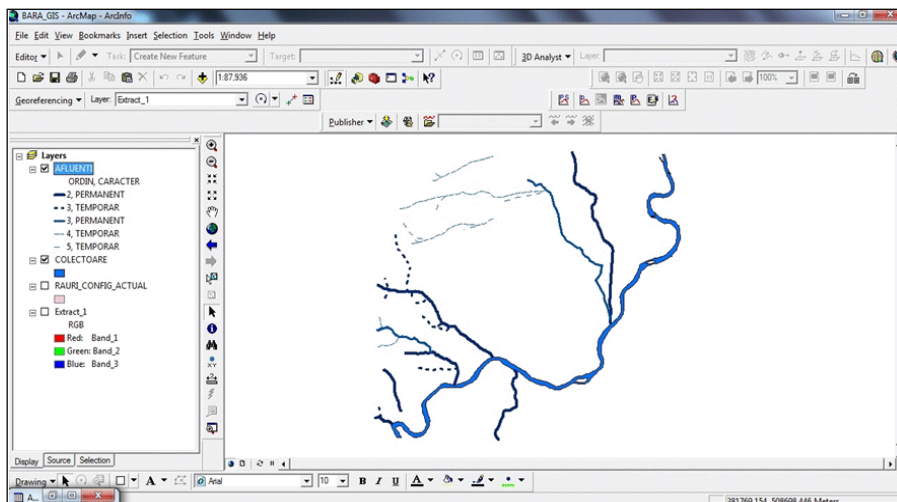 BARA_GIS - ArcMap - ArcInfo
File Edit View Bookmarks Insert Selection Tools Window Help
Editor Task: Create New Feature Target: 3D Analyst Layer:
1:87,936 100%
Georeferencing Layer: Extract_1
Publisher
Layers
AFLUENTI
ORDIN, CARACTER
2, PERMANENT
3, TEMPORAR
3, PERMANENT
4, TEMPORAR
5, TEMPORAR
COLECTOARE
RAURI_CONFIG_ACTUAL
Extract_1
RGB
Red: Band_1
Green: Band_2
Blue: Band_3
Display Source Selection
Drawing A Arial 10 B I U A
A...
281769,154 508698,446 Meters